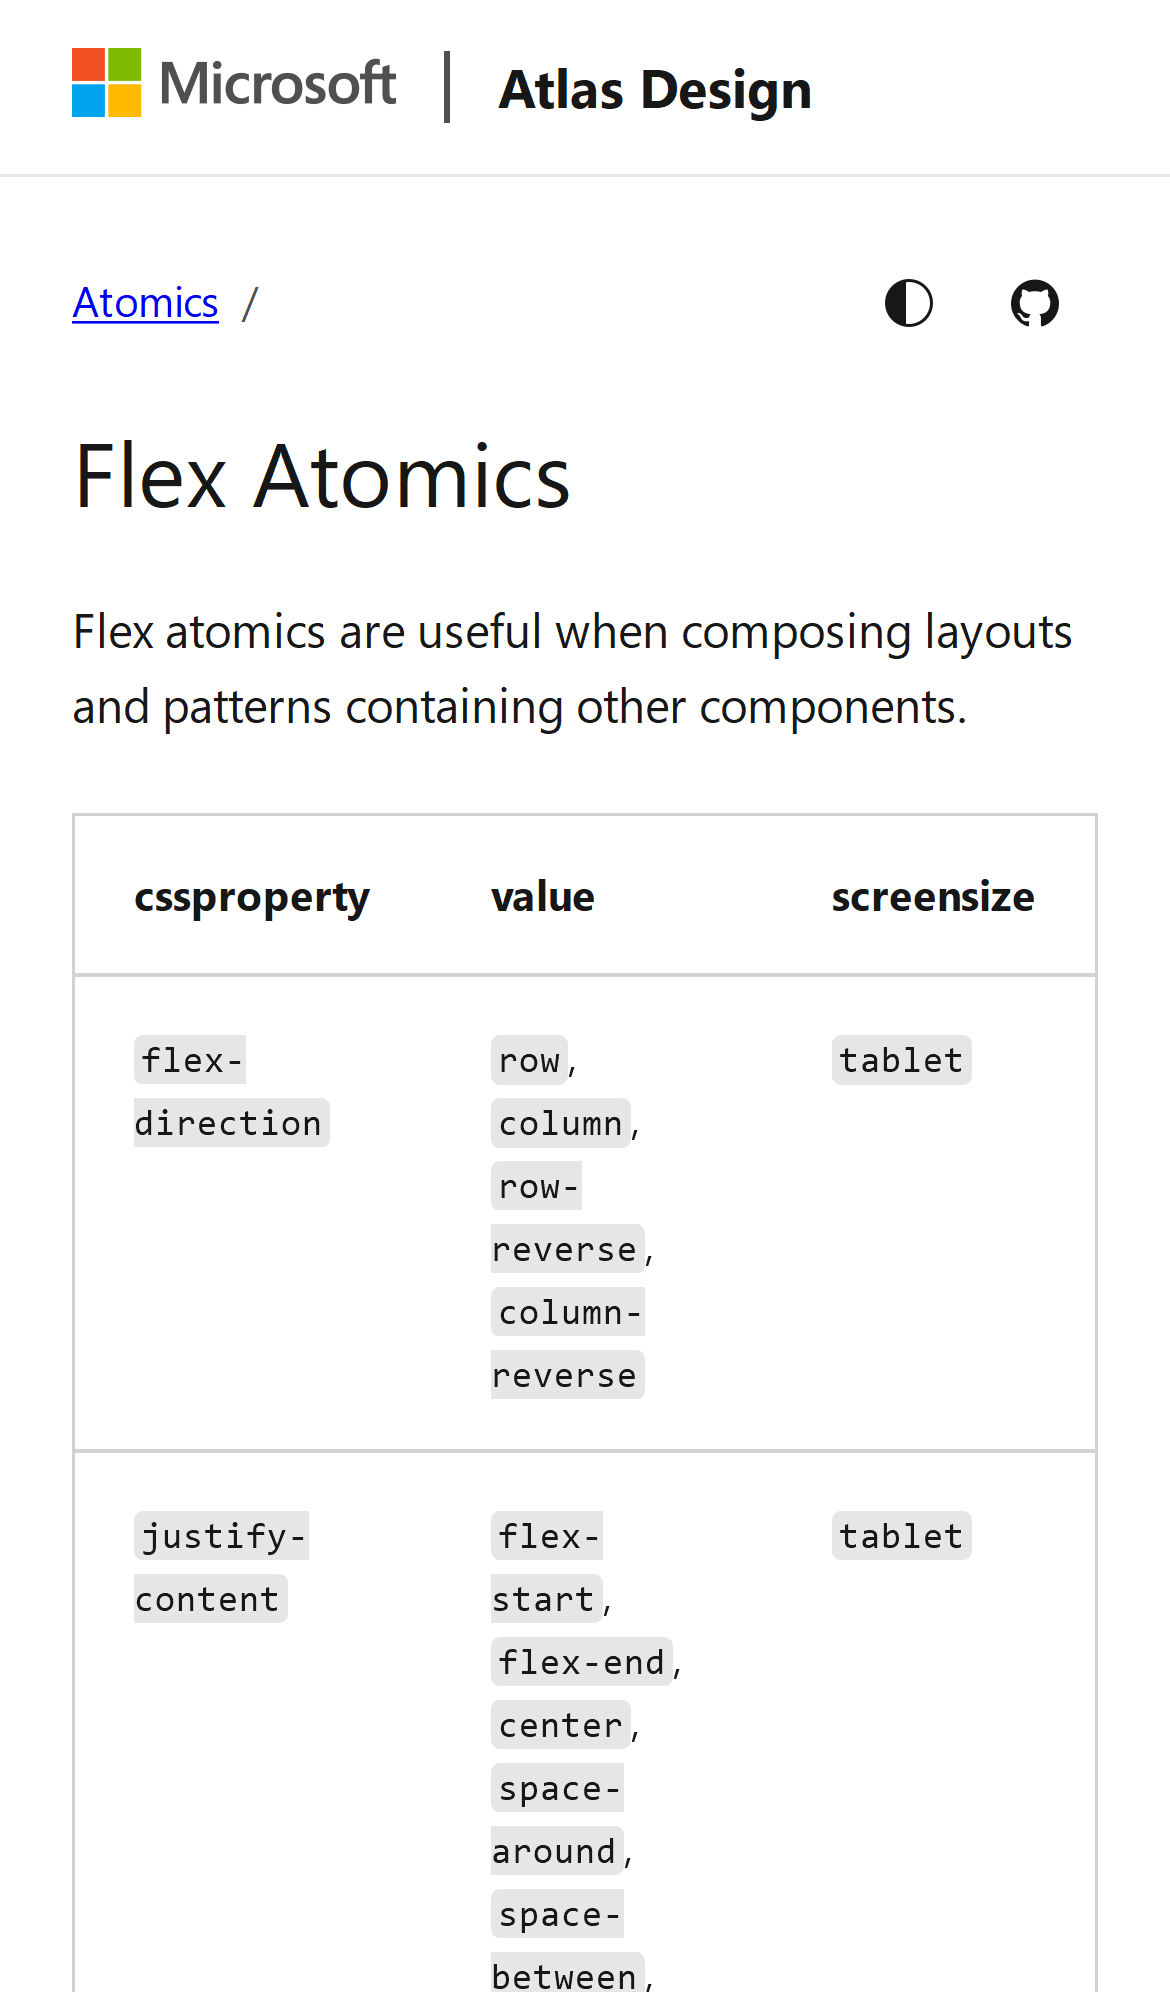 Microsoft | Atlas Design
Atomics /
Flex Atomics
Flex atomics are useful when composing layouts
and patterns containing other components.
cssproperty value screensize
flex-
direction
row,
column,
row-
reverse,
column-
reverse
tablet
justify-
content
flex-
start,
flex-end,
center,
space-
around,
space-
between,
tablet